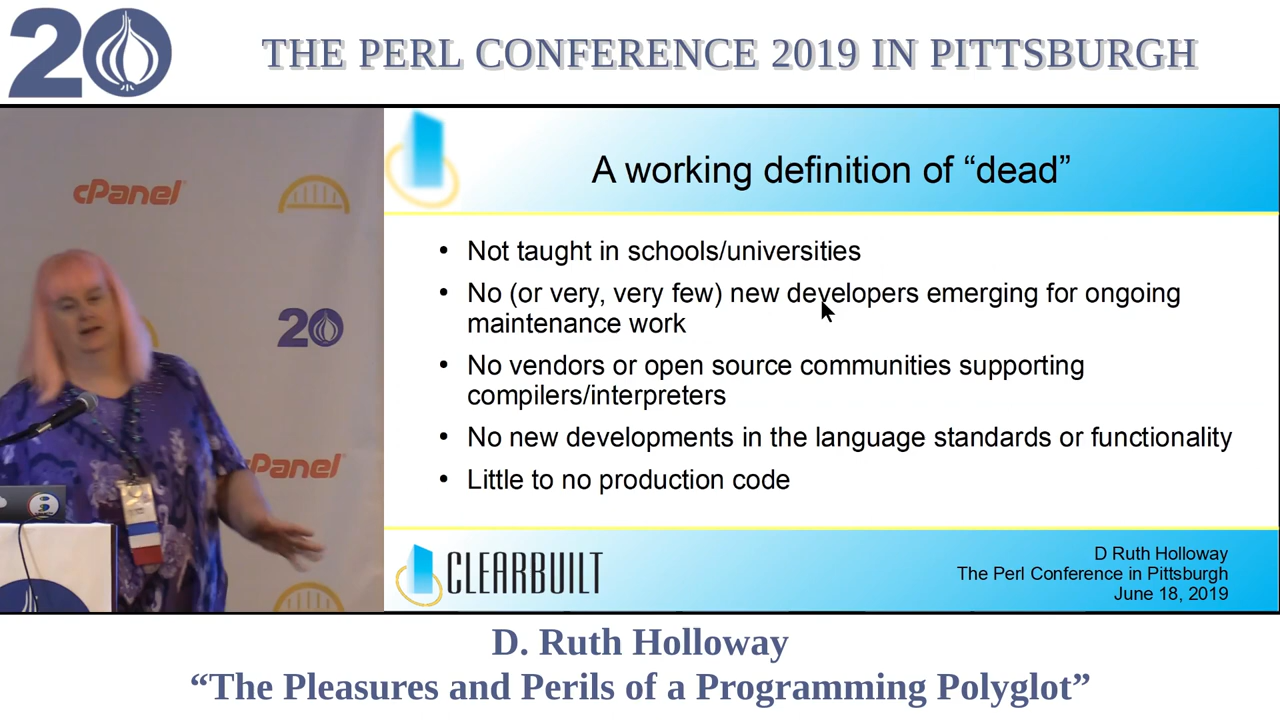 20
THE PERL CONFERENCE 2019 IN PITTSBURGH
cPanel
20
cPanel
A working definition of “dead”
• Not taught in schools/universities
• No (or very, very few) new developers emerging for ongoing
maintenance work
• No vendors or open source communities supporting
compilers/interpreters
• No new developments in the language standards or functionality
• Little to no production code
CLEARBUILT
D Ruth Holloway
The Perl Conference in Pittsburgh
June 18, 2019
D. Ruth Holloway
“The Pleasures and Perils of a Programming Polyglot”